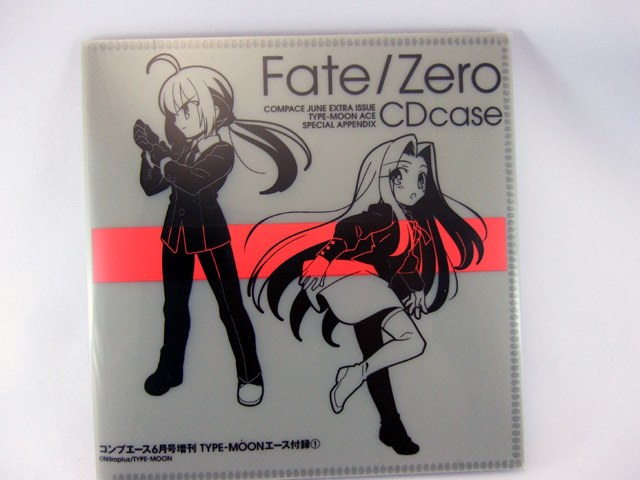 Fate/Zero
COMPACE JUNE EXTRA ISSUE
TYPE-MOON ACE
SPECIAL APPENDIX
CDcase
コンプエース6月号増刊 TYPE-MOONエース付録①
©Nitroplus/TYPE-MOON